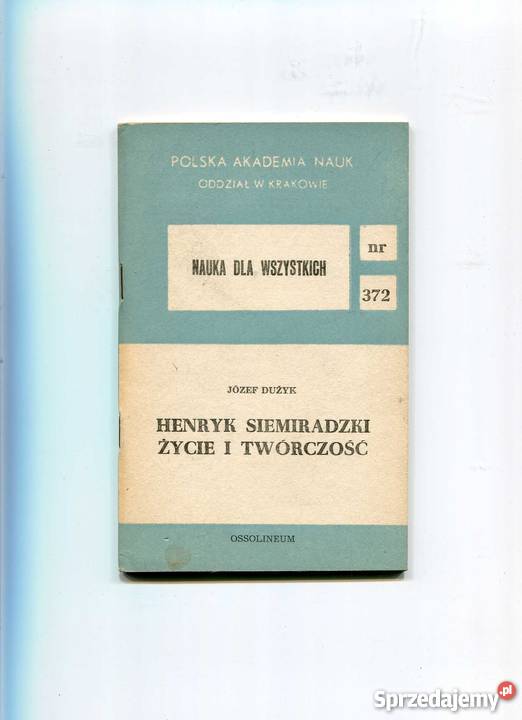 POLSKA AKADEMIA NAUK
ODDZIAŁ W KRAKOWIE
NAUKA DLA WSZYSTKICH
nr
372
JÓZEF DUŻYK
HENRYK SIEMIRADZKI
ŻYCIE I TWÓRCZOŚĆ
OSSOLINEUM
Sprzedajemy.pl